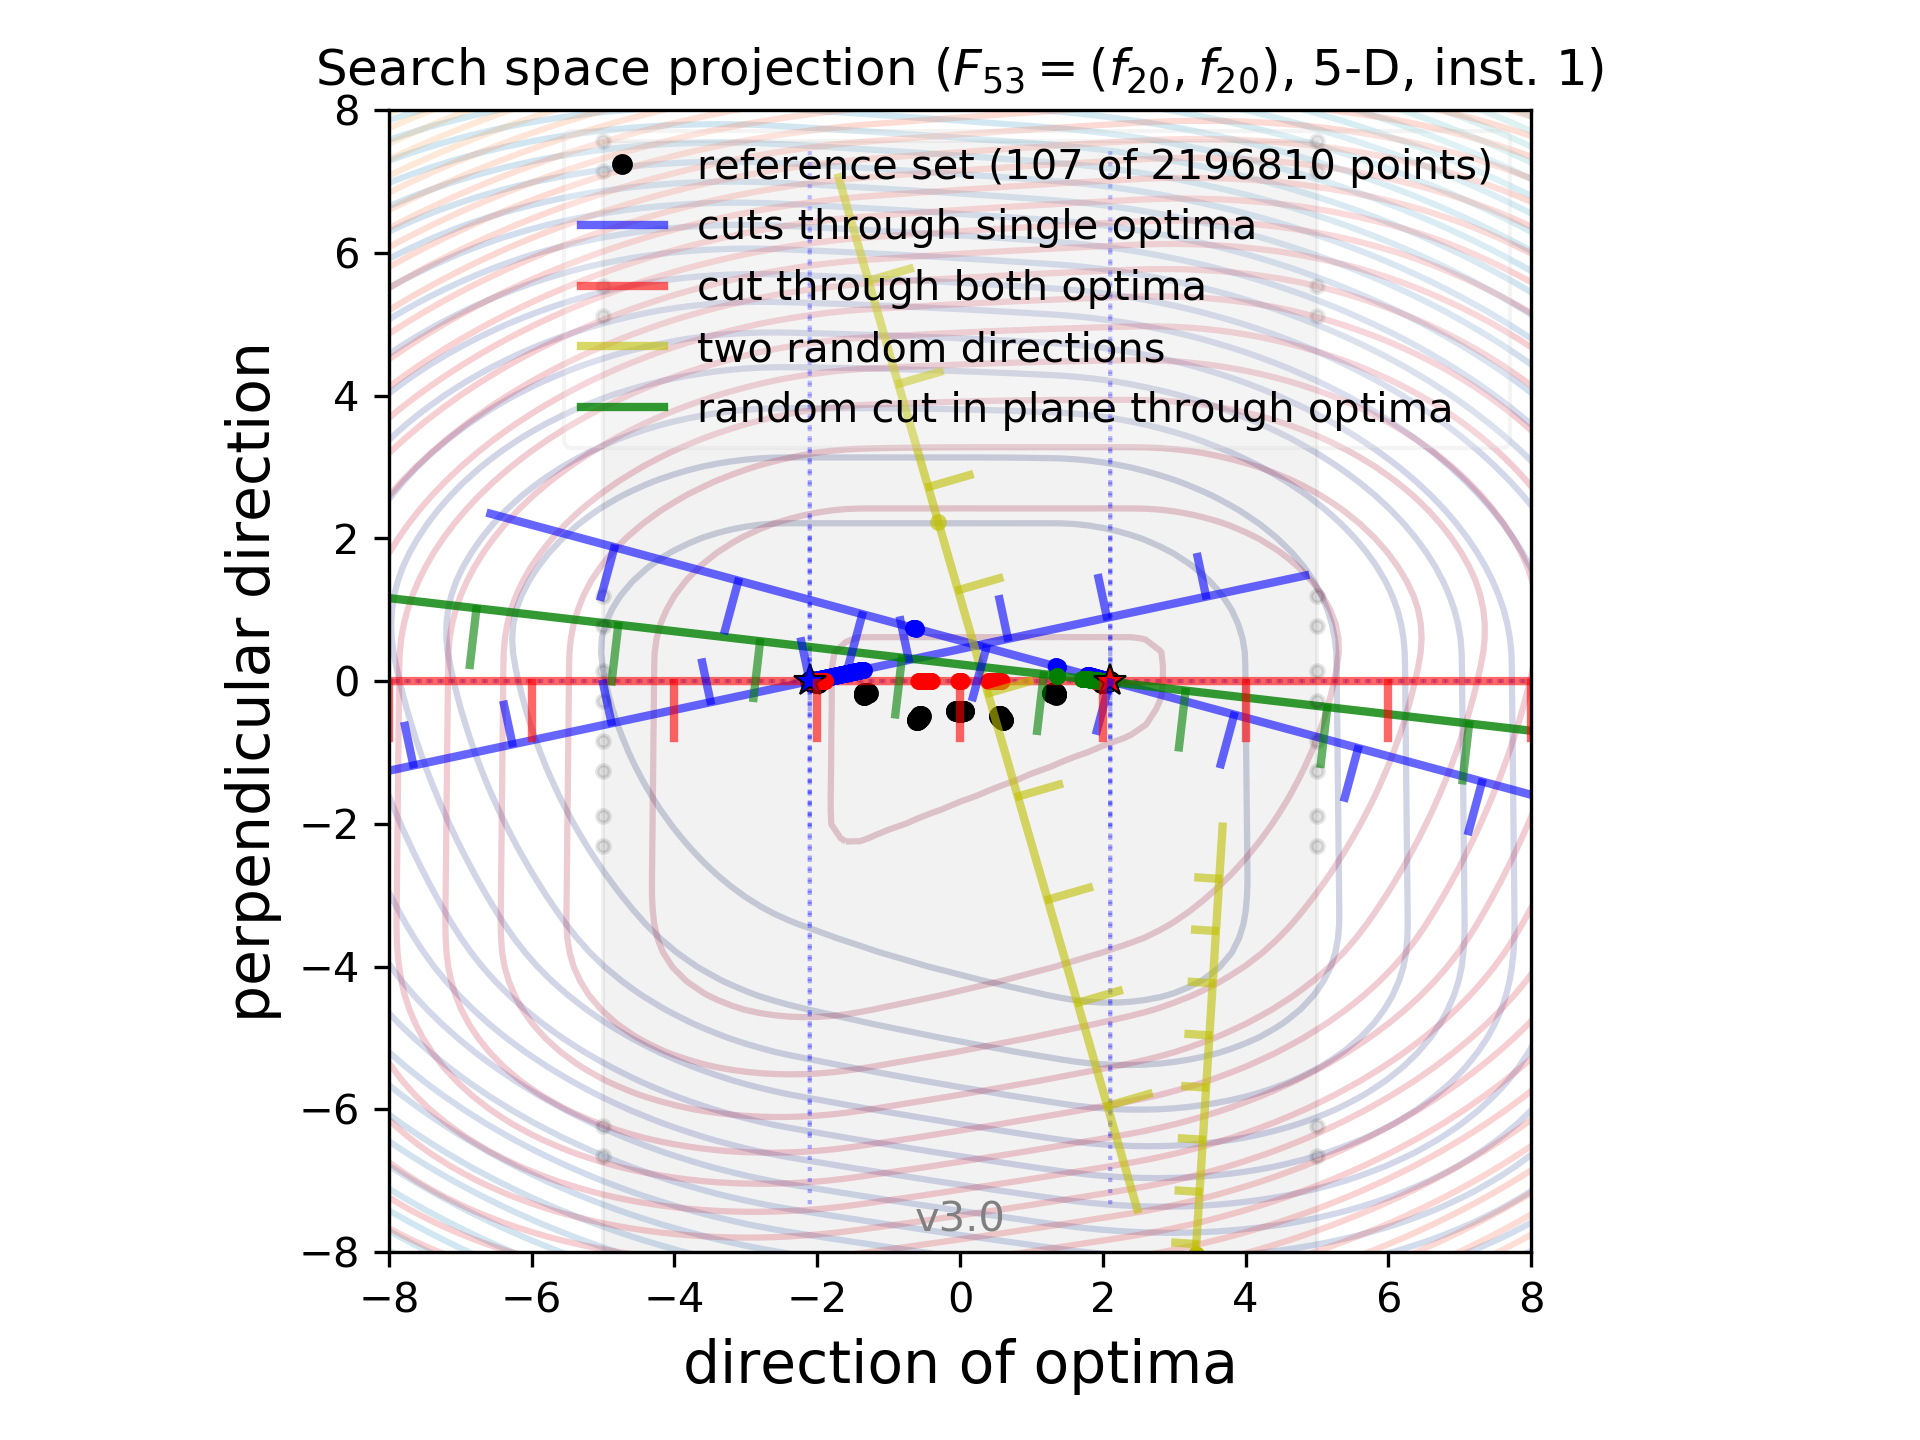 Search space projection (F₅₃ = (f₂₀, f₂₀), 5-D, inst. 1)
reference set (107 of 2196810 points)
cuts through single optima
cut through both optima
two random directions
random cut in plane through optima
perpendicular direction
8
6
4
2
0
−2
−4
−6
−8
v3.0
−8 −6 −4 −2 0 2 4 6 8
direction of optima